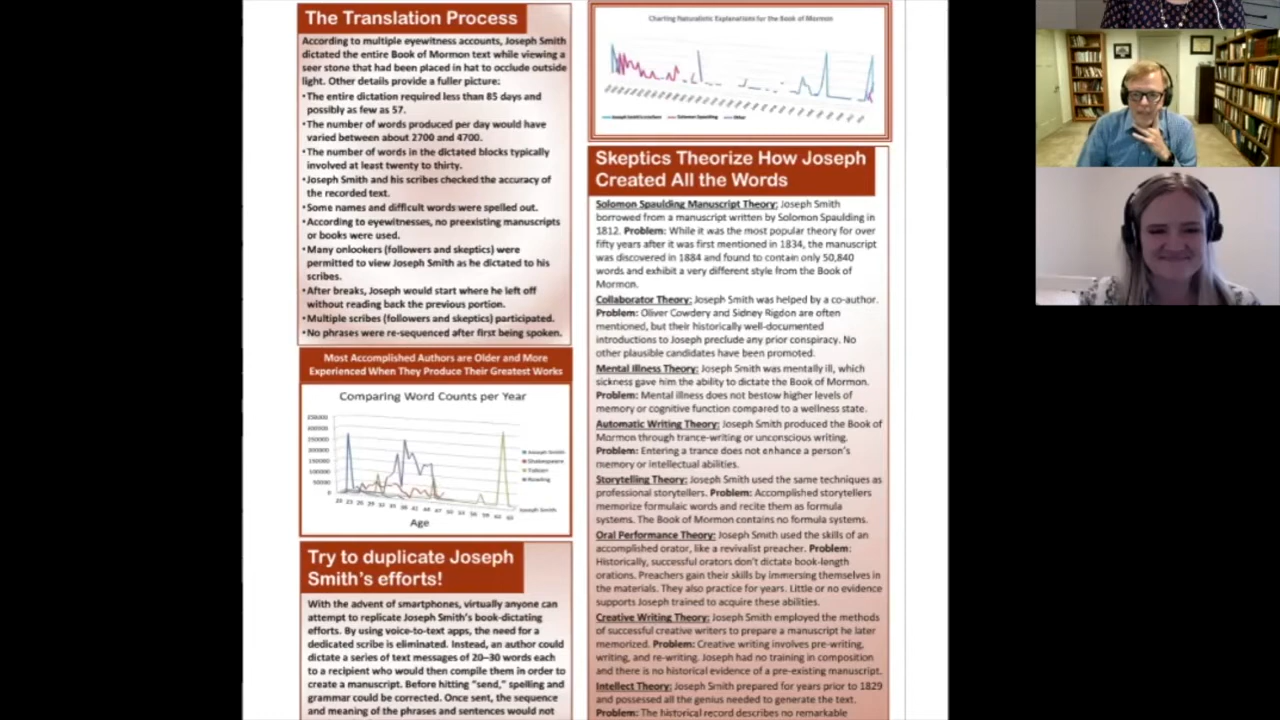 The Translation Process
According to multiple eyewitness accounts, Joseph Smith
dictated the entire Book of Mormon text while viewing a
seer stone that had been placed in hat to occlude outside
light. Other details provide a fuller picture:
•The entire dictation required less than 85 days and
possibly as few as 57.
•The number of words produced per day would have
varied between about 2700 and 4700.
•The number of words in the dictated blocks typically
involved at least twenty to thirty.
•Joseph Smith and his scribes checked the accuracy of
the recorded text.
•Some names and difficult words were spelled out.
•According to eyewitnesses, no preexisting manuscripts
or books were used.
•Many onlookers (followers and skeptics) were
permitted to view Joseph Smith as he dictated to his
scribes.
•After breaks, Joseph would start where he left off
without reading back the previous portion.
•Multiple scribes (followers and skeptics) participated.
•No phrases were re-sequenced after first being spoken.
Most Accomplished Authors are Older and More
Experienced When They Produce Their Greatest Works
Comparing Word Counts per Year
Joseph Smith
Shakespeare
Tolkien
Rowling
Joseph Smith
Age
Try to duplicate Joseph
Smith's efforts!
With the advent of smartphones, virtually anyone can
attempt to replicate Joseph Smith's book-dictating
efforts. By using voice-to-text apps, the need for a
dedicated scribe is eliminated. Instead, an author could
dictate a series of text messages of 20–30 words each
to a recipient who would then compile them in order to
create a manuscript. Before hitting "send," spelling and
grammar could be corrected. Once sent, the sequence
and meaning of the phrases and sentences would not
Charting Naturalistic Explanations for the Book of Mormon
Solomon Spaulding
Other
Skeptics Theorize How Joseph
Created All the Words
Solomon Spaulding Manuscript Theory: Joseph Smith
borrowed from a manuscript written by Solomon Spaulding in
1812. Problem: While it was the most popular theory for over
fifty years after it was first mentioned in 1834, the manuscript
was discovered in 1884 and found to contain only 50,840
words and exhibit a very different style from the Book of
Mormon.
Collaborator Theory: Joseph Smith was helped by a co-author.
Problem: Oliver Cowdery and Sidney Rigdon are often
mentioned, but their historically well-documented
introductions to Joseph preclude any prior conspiracy. No
other plausible candidates have been promoted.
Mental Illness Theory: Joseph Smith was mentally ill, which
sickness gave him the ability to dictate the Book of Mormon.
Problem: Mental illness does not bestow higher levels of
memory or cognitive function compared to a wellness state.
Automatic Writing Theory: Joseph Smith produced the Book of
Mormon through trance-writing or unconscious writing.
Problem: Entering a trance does not enhance a person's
memory or intellectual abilities.
Storytelling Theory: Joseph Smith used the same techniques as
professional storytellers. Problem: Accomplished storytellers
memorize formulaic words and recite them as formula
systems. The Book of Mormon contains no formula systems.
Oral Performance Theory: Joseph Smith used the skills of an
accomplished orator, like a revivalist preacher. Problem:
Historically, successful orators don't dictate book-length
orations. Preachers gain their skills by immersing themselves in
the materials. They also practice for years. Little or no evidence
supports Joseph trained to acquire these abilities.
Creative Writing Theory: Joseph Smith employed the methods
of successful creative writers to prepare a manuscript he later
memorized. Problem: Creative writing involves pre-writing,
writing, and re-writing. Joseph had no training in composition
and there is no historical evidence of a pre-existing manuscript.
Intellect Theory: Joseph Smith prepared for years prior to 1829
and possessed all the genius needed to generate the text.
Problem: The historical record describes no remarkable